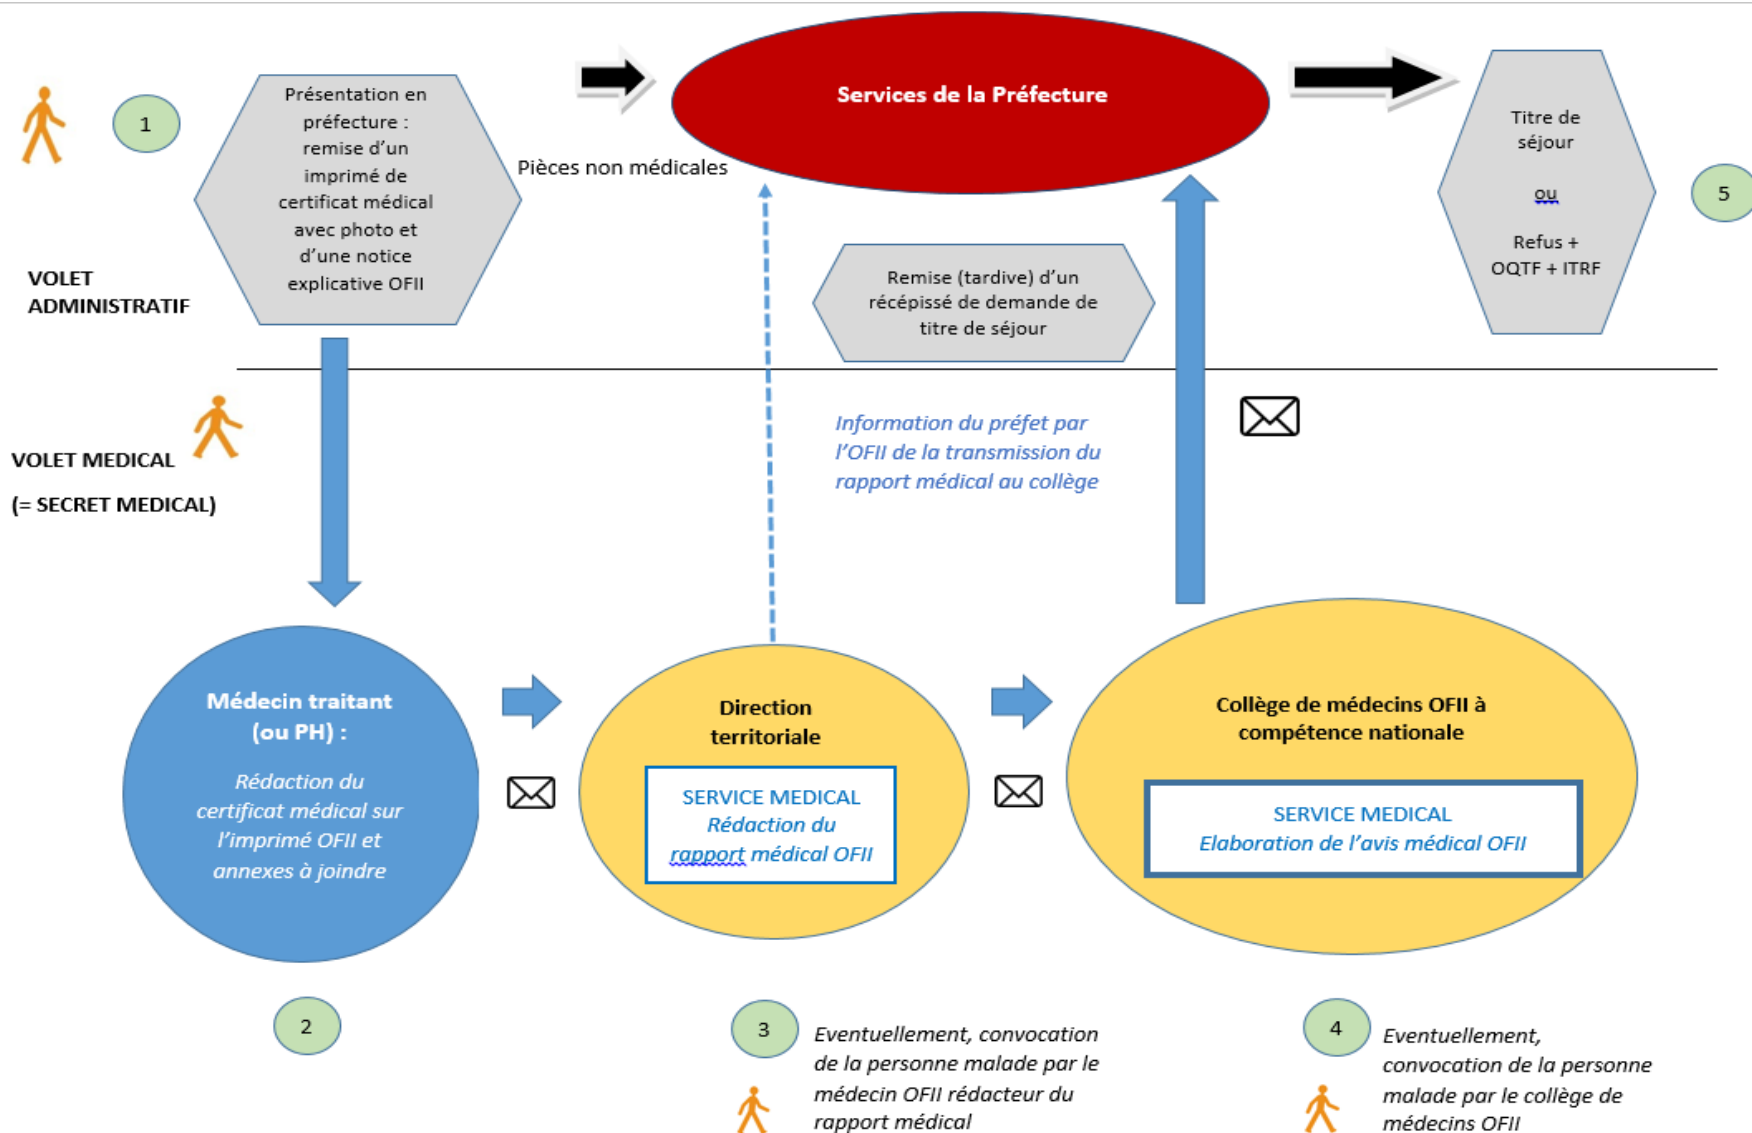 1
Présentation en
préfecture :
remise d’un
imprimé de
certificat médical
avec photo et
d’une notice
explicative OFII
Pièces non médicales
Services de la Préfecture
Titre de
séjour
ou
Refus +
OQTF + ITRF
5
VOLET
ADMINISTRATIF
Remise (tardive) d’un
récépissé de demande de
titre de séjour
VOLET MEDICAL
(= SECRET MEDICAL)
Information du préfet par
l’OFII de la transmission du
rapport médical au collège
Médecin traitant
(ou PH) :
Rédaction du
certificat médical sur
l’imprimé OFII et
annexes à joindre
Direction
territoriale
SERVICE MEDICAL
Rédaction du
rapport médical OFII
Collège de médecins OFII à
compétence nationale
SERVICE MEDICAL
Elaboration de l’avis médical OFII
2
3
Eventuellement, convocation
de la personne malade par le
médecin OFII rédacteur du
rapport médical
4
Eventuellement,
convocation de la personne
malade par le collège de
médecins OFII